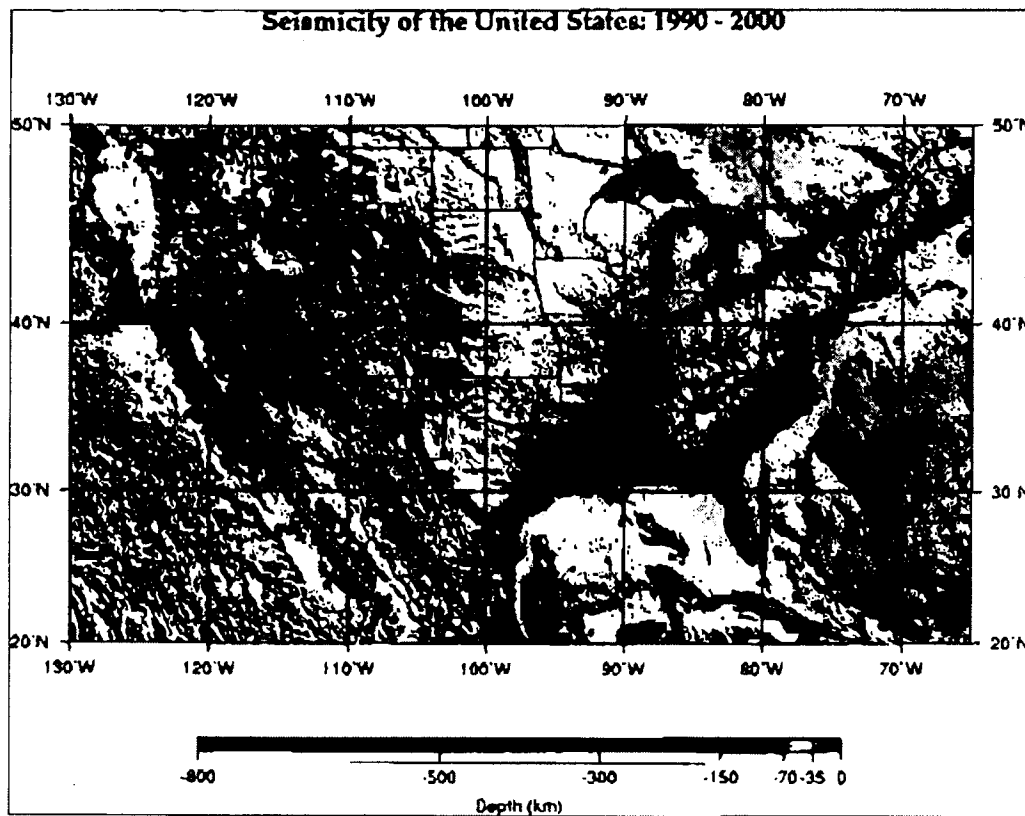 Seismicity of the United States: 1990 - 2000
130˚W 120˚W 110˚W 100˚W 90˚W 80˚W 70˚W
50˚N 50˚N
40˚N 40˚N
30˚N 30˚N
20˚N 20˚N
130˚W 120˚W 110˚W 100˚W 90˚W 80˚W 70˚W
-800 -500 -300 -150 -70 -35 0
Depth (km)